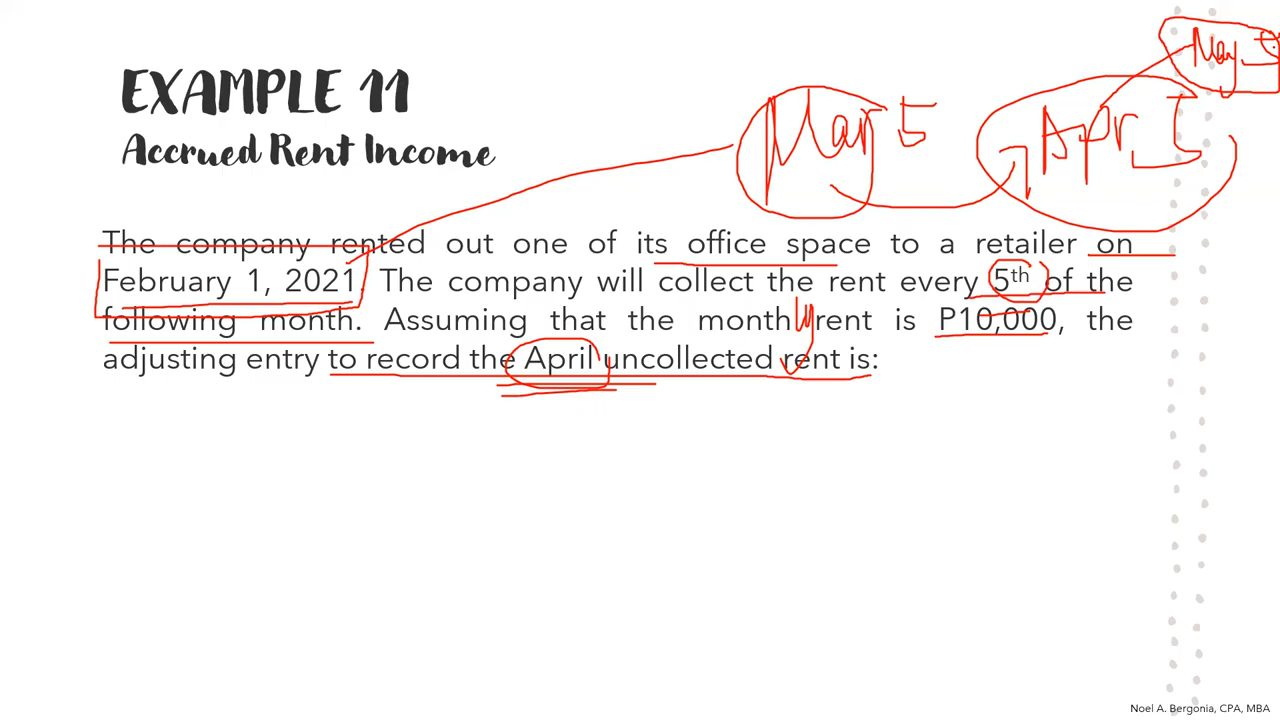 EXAMPLE 11
Accrued Rent Income
May 5
Mar 5
Apr 5
The company rented out one of its office space to a retailer on
February 1, 2021. The company will collect the rent every 5th of the
following month. Assuming that the monthly rent is P10,000, the
adjusting entry to record the April uncollected rent is:
Noel A. Bergonia, CPA, MBA